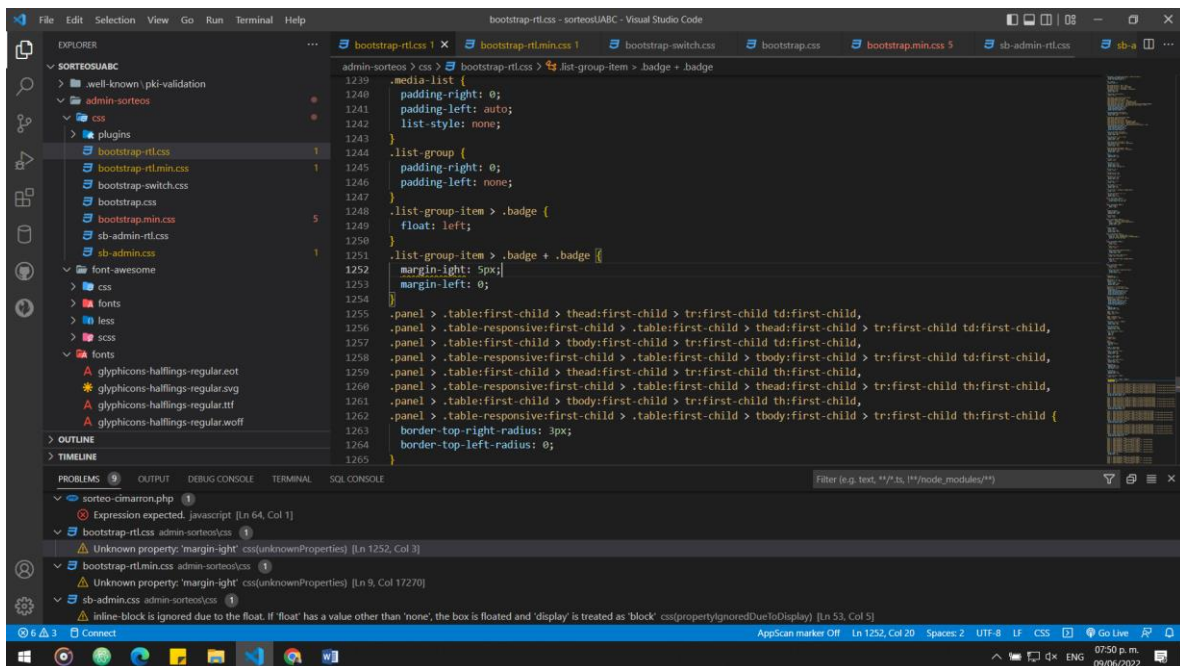 File Edit Selection View Go Run Terminal Help bootstrap-rtl.css - sorteosUABC - Visual Studio Code
EXPLORER ...
bootstrap-rtl.css 1 bootstrap-rtl.min.css 1 bootstrap-switch.css bootstrap.css bootstrap.min.css 5 sb-admin-rtl.css sb-a ...
SORTEOSUABC
.well-known\pki-validation
admin-sorteos
css
plugins
bootstrap-rtl.css 1
bootstrap-rtl.min.css 1
bootstrap-switch.css
bootstrap.css
bootstrap.min.css 5
sb-admin-rtl.css
sb-admin.css 1
font-awesome
css
fonts
less
scss
fonts
glyphicons-halflings-regular.eot
glyphicons-halflings-regular.svg
glyphicons-halflings-regular.ttf
glyphicons-halflings-regular.woff
OUTLINE
TIMELINE
admin-sorteos > css > bootstrap-rtl.css > .list-group-item > .badge + .badge
1239 .media-list {
1240 padding-right: 0;
1241 padding-left: auto;
1242 list-style: none;
1243 }
1244 .list-group {
1245 padding-right: 0;
1246 padding-left: none;
1247 }
1248 .list-group-item > .badge {
1249 float: left;
1250 }
1251 .list-group-item > .badge + .badge {
1252 margin-ight: 5px;
1253 margin-left: 0;
1254 }
1255 .panel > .table:first-child > thead:first-child > tr:first-child td:first-child,
1256 .panel > .table-responsive:first-child > .table:first-child > thead:first-child > tr:first-child td:first-child,
1257 .panel > .table:first-child > tbody:first-child > tr:first-child td:first-child,
1258 .panel > .table-responsive:first-child > .table:first-child > tbody:first-child > tr:first-child td:first-child,
1259 .panel > .table:first-child > thead:first-child > tr:first-child th:first-child,
1260 .panel > .table-responsive:first-child > .table:first-child > thead:first-child > tr:first-child th:first-child,
1261 .panel > .table:first-child > tbody:first-child > tr:first-child th:first-child,
1262 .panel > .table-responsive:first-child > .table:first-child > tbody:first-child > tr:first-child th:first-child {
1263 border-top-right-radius: 3px;
1264 border-top-left-radius: 0;
1265 }
PROBLEMS 9 OUTPUT DEBUG CONSOLE TERMINAL SQL CONSOLE Filter (e.g. text, **/*.ts, !**/node_modules/**)
sorteo-cimarron.php 1
Expression expected. javascript [Ln 64, Col 1]
bootstrap-rtl.css admin-sorteos\css 1
Unknown property: 'margin-ight' css(unknownProperties) [Ln 1252, Col 3]
bootstrap-rtl.min.css admin-sorteos\css 1
Unknown property: 'margin-ight' css(unknownProperties) [Ln 9, Col 17270]
sb-admin.css admin-sorteos\css 1
inline-block is ignored due to the float. If 'float' has a value other than 'none', the box is floated and 'display' is treated as 'block' css(propertyIgnoredDueToDisplay) [Ln 53, Col 5]
6 3 Connect AppScan marker Off Ln 1252, Col 20 Spaces: 2 UTF-8 LF CSS Go Live
ENG 07:50 p. m.
09/06/2022